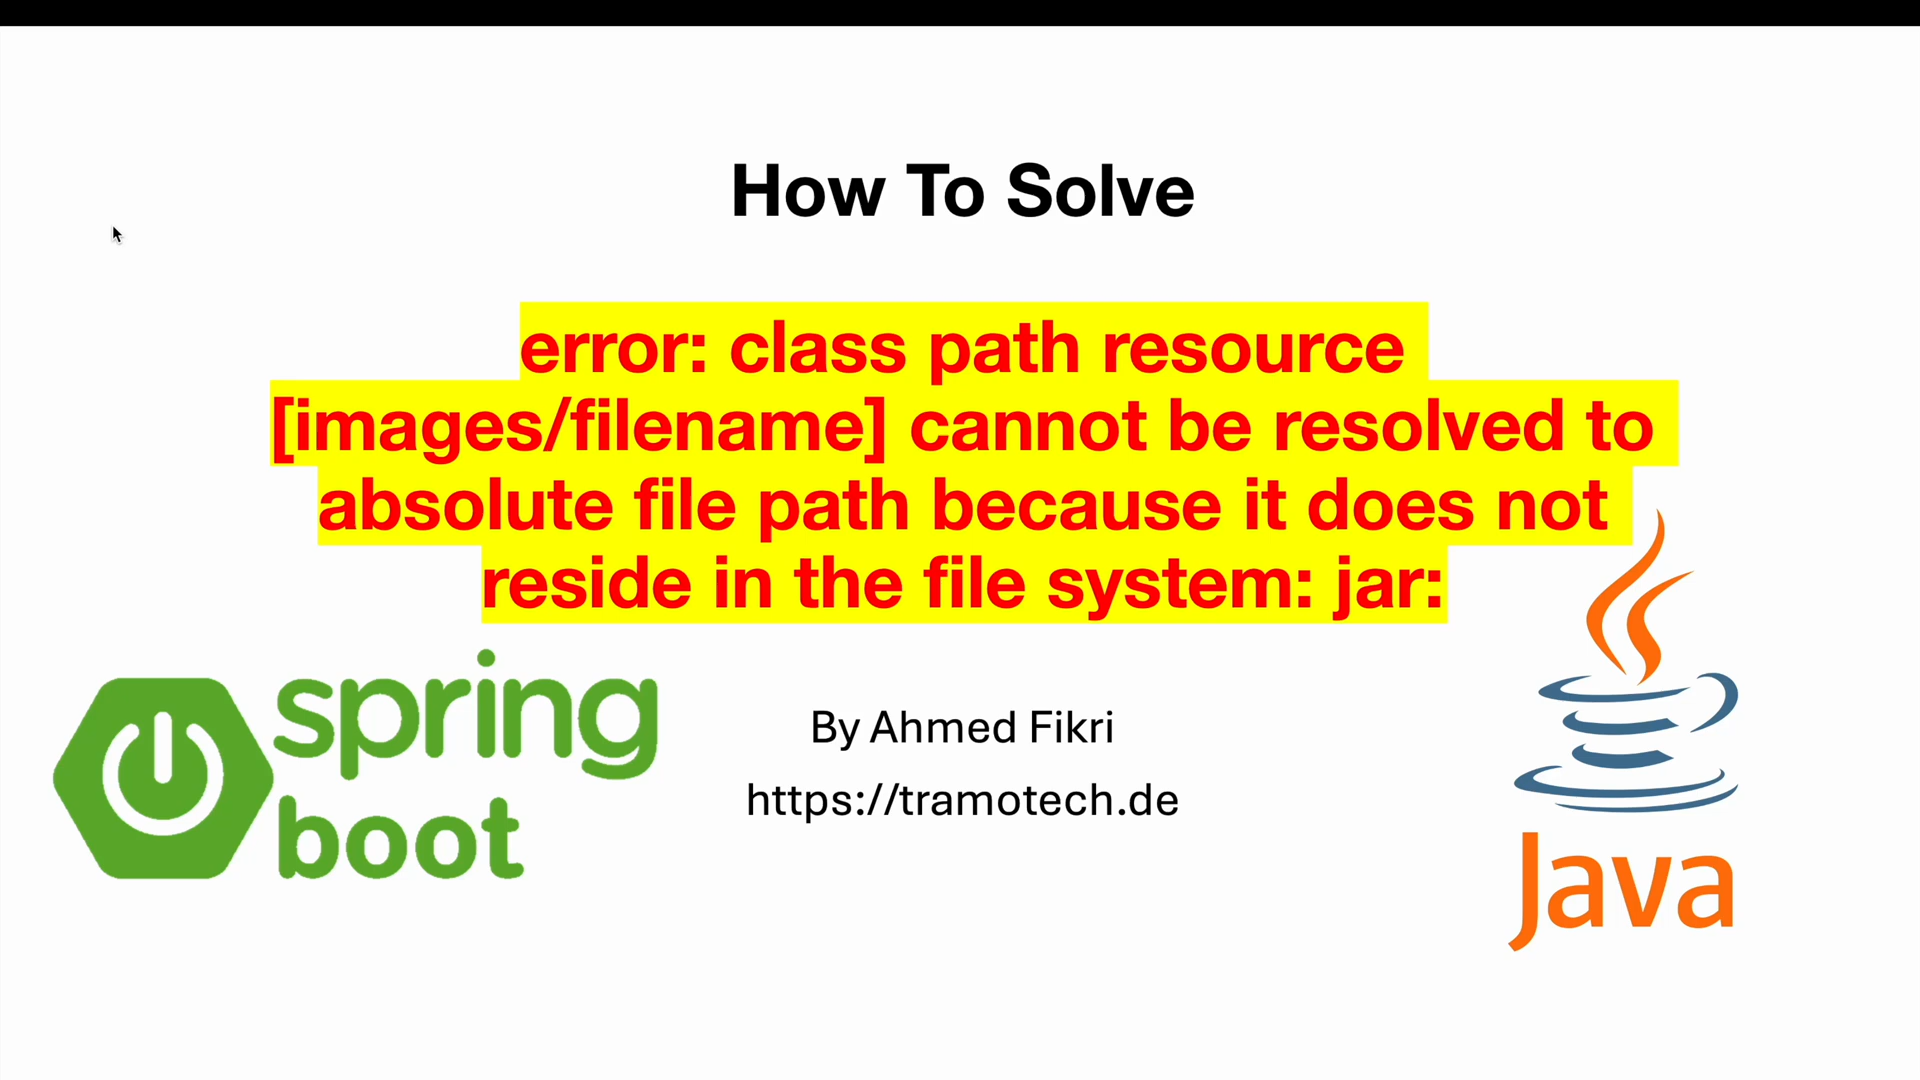 How To Solve
error: class path resource
[images/filename] cannot be resolved to
absolute file path because it does not
reside in the file system: jar:
spring
boot
By Ahmed Fikri
https://tramotech.de
Java